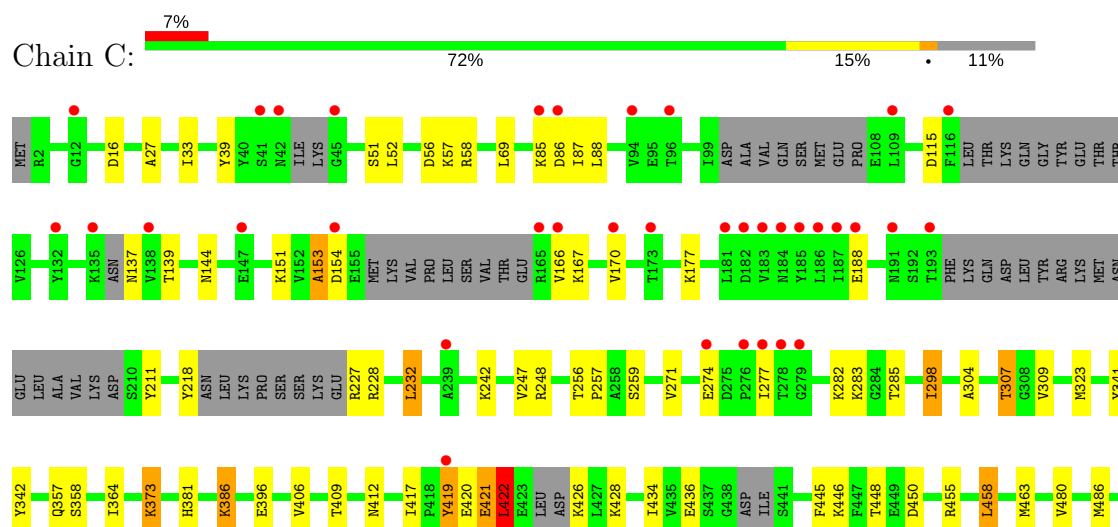 7%
Chain C:
72% 15% • 11%
MET R2 G12 D16 A27 I33 Y39 Y40 S41 N42 ILE LYS G45 S51 L52 D56 K57 R58 L69 K85 D86 I87 L88 V94 E95 T96 I99 ASP ALA VAL GLN SER MET GLU PRO E108 L109 D115 F116 LEU THR LYS GLN GLY TYR GLU THR
V126 Y132 K135 ASN N137 V138 T139 N144 E147 K151 V152 A153 D154 E155 MET LYS VAL PRO LEU SER VAL THR GLU R165 V166 K167 V170 T173 K177 L181 D182 V183 N184 Y185 L186 I187 E188 N191 S192 T193 PHE LYS GLN ASP LEU TYR ARG LYS MET ASN
GLU LEU ALA VAL LYS ASP S210 Y211 Y218 ASN LEU LYS PRO SER SER LYS GLU R227 R228 L232 A239 K242 V247 R248 T256 P257 A258 S259 V271 E274 D275 P276 I277 T278 G279 K282 K283 G284 T285 I298 A304 T307 G308 V309 M323 Y341
Y342 Q357 S358 I364 K373 H381 K386 E396 V406 T409 N412 I417 P418 Y419 E420 E421 L422 E423 LEU ASP K426 L427 K428 I434 V435 E436 S437 G438 ASP ILE S441 F445 K446 F447 T448 E449 D450 R455 L458 M463 V480 M486